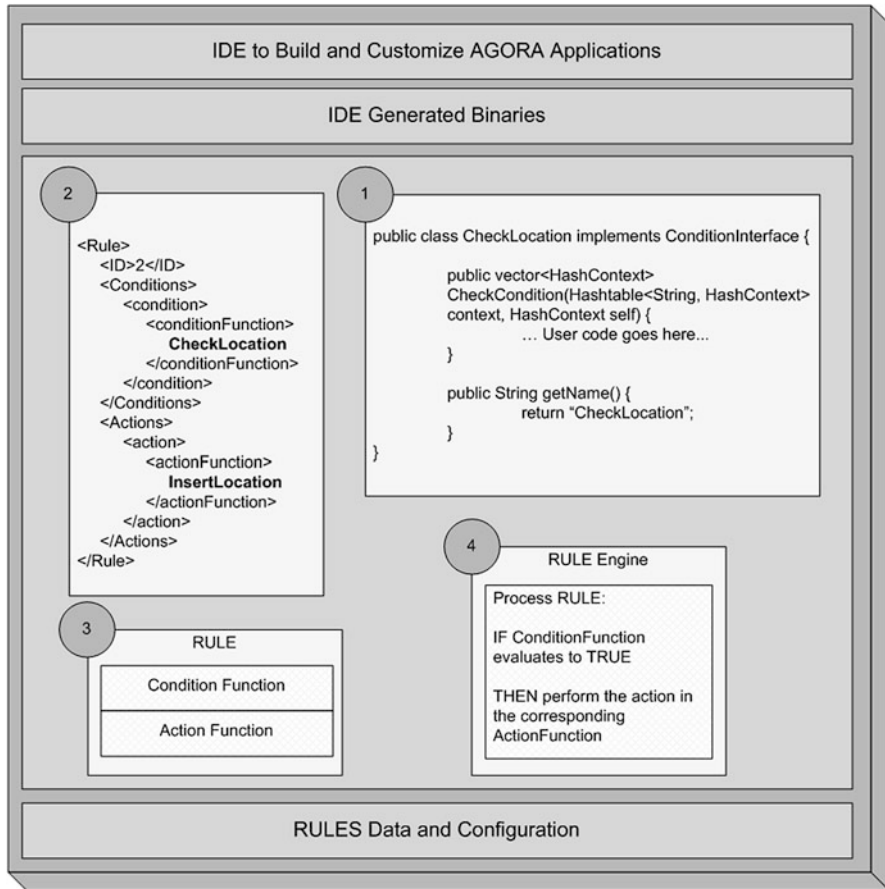 IDE to Build and Customize AGORA Applications
IDE Generated Binaries
2
<Rule>
<ID>2</ID>
<Conditions>
<condition>
<conditionFunction>
CheckLocation
</conditionFunction>
</condition>
</Conditions>
<Actions>
<action>
<actionFunction>
InsertLocation
</actionFunction>
</action>
</Actions>
</Rule>
1
public class CheckLocation implements ConditionInterface {
public vector<HashContext>
CheckCondition(Hashtable<String, HashContext>
context, HashContext self) {
… User code goes here...
}
public String getName() {
return “CheckLocation”;
}
}
3
RULE
Condition Function
Action Function
4
RULE Engine
Process RULE:
IF ConditionFunction
evaluates to TRUE
THEN perform the action in
the corresponding
ActionFunction
RULES Data and Configuration